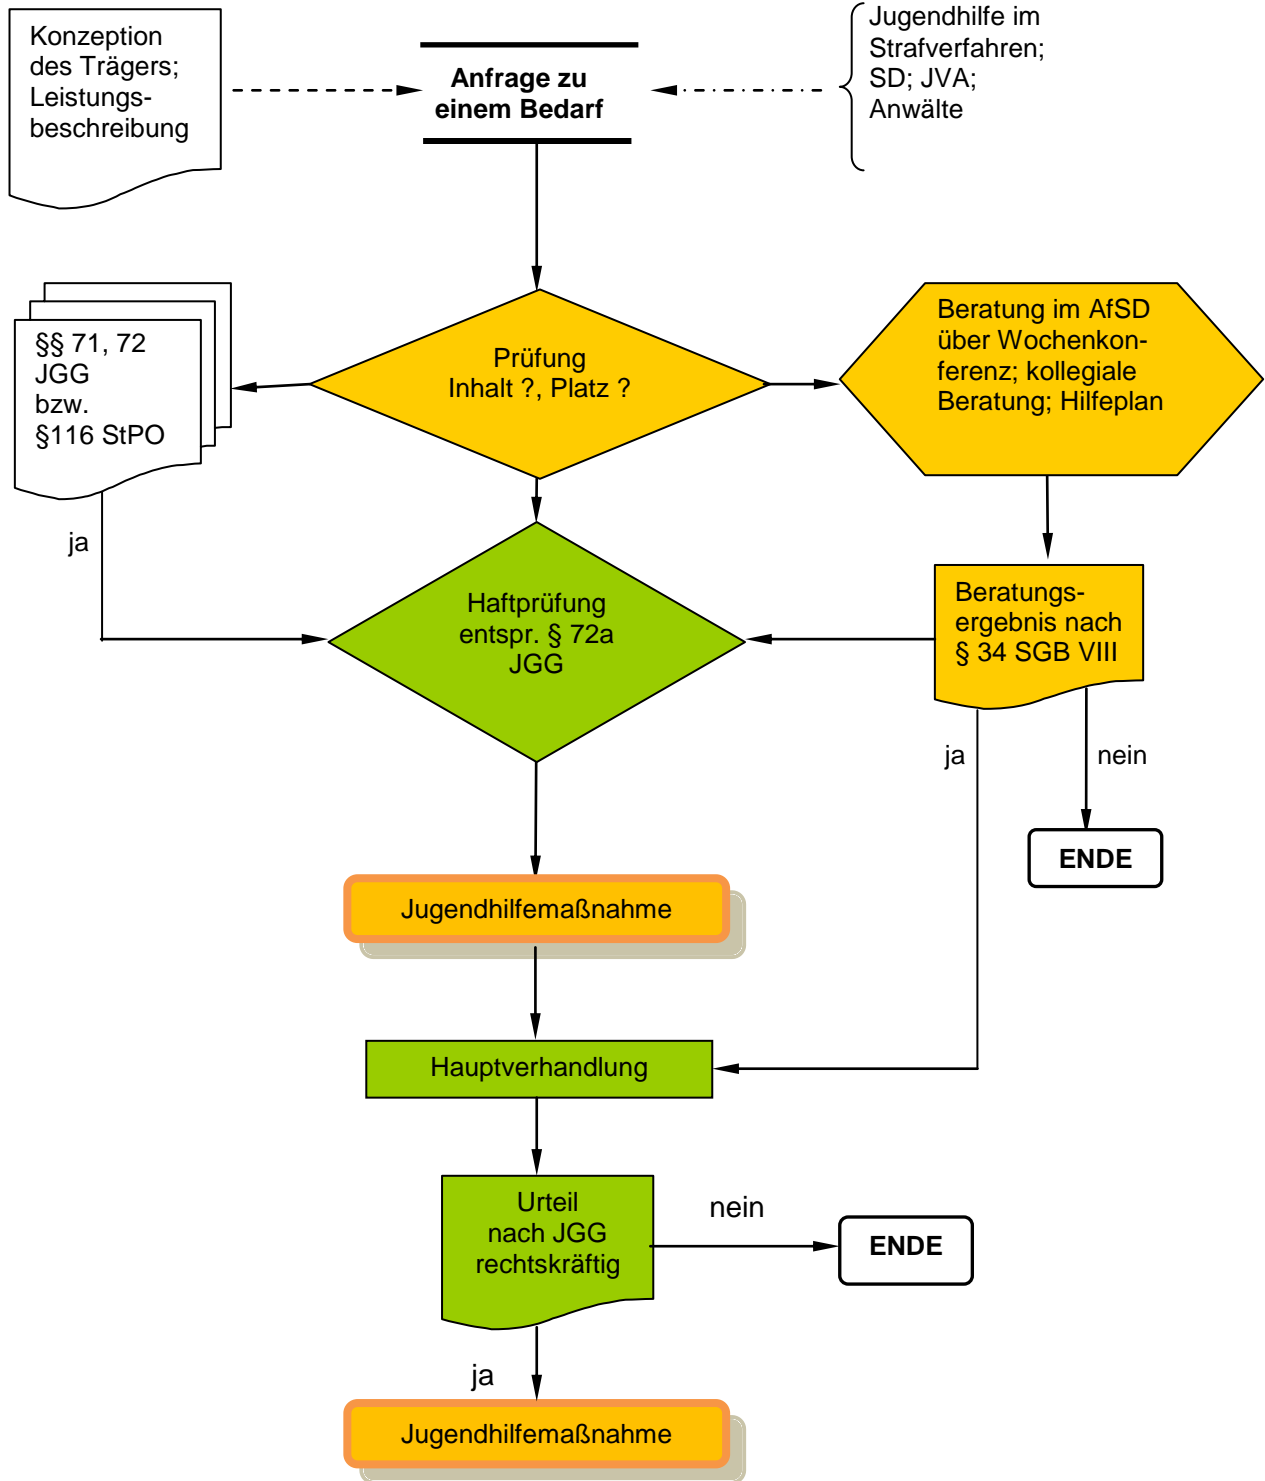 Konzeption
des Trägers;
Leistungs-
beschreibung
Anfrage zu
einem Bedarf
Jugendhilfe im
Strafverfahren;
SD; JVA;
Anwälte
§§ 71, 72
JGG
bzw.
§116 StPO
Prüfung
Inhalt ?, Platz ?
Beratung im AfSD
über Wochenkon-
ferenz; kollegiale
Beratung; Hilfeplan
ja
Haftprüfung
entspr. § 72a
JGG
Beratungs-
ergebnis nach
§ 34 SGB VIII
ja
nein
ENDE
Jugendhilfemaßnahme
Hauptverhandlung
Urteil
nach JGG
rechtskräftig
nein
ENDE
ja
Jugendhilfemaßnahme